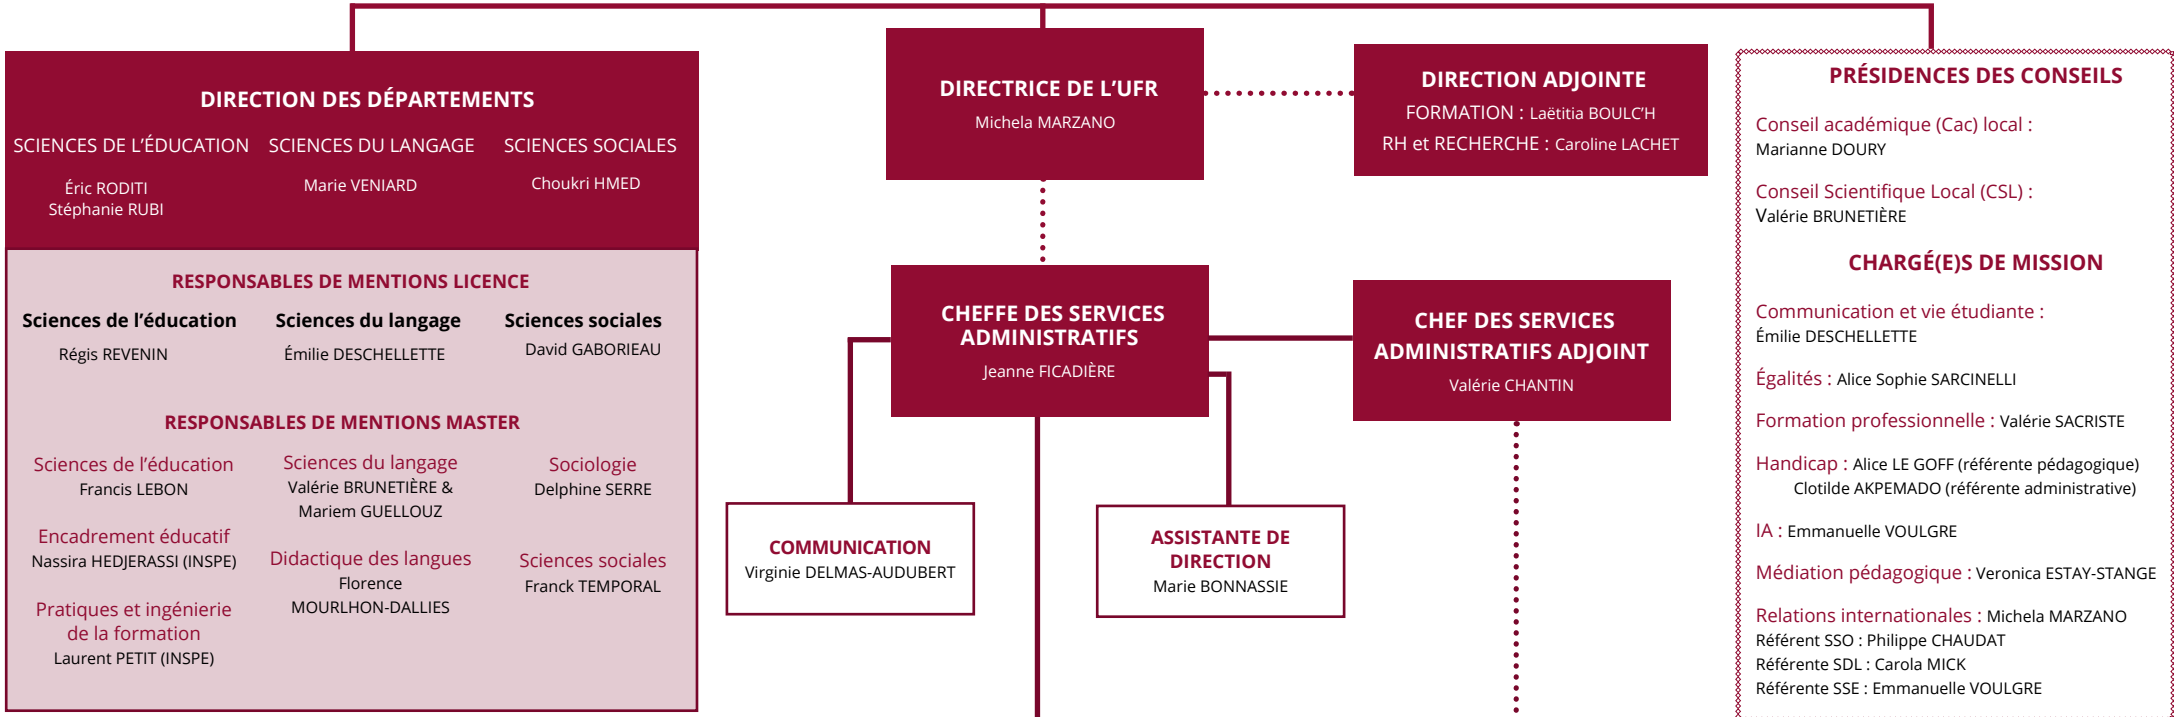 DIRECTION DES DÉPARTEMENTS
SCIENCES DE L'ÉDUCATION
Éric RODITI
Stéphanie RUBI
SCIENCES DU LANGAGE
Marie VENIARD
SCIENCES SOCIALES
Choukri HMED
RESPONSABLES DE MENTIONS LICENCE
Sciences de l'éducation
Régis REVENIN
Sciences du langage
Émilie DESCHELLETTE
Sciences sociales
David GABORIEAU
RESPONSABLES DE MENTIONS MASTER
Sciences de l'éducation
Francis LEBON
Encadrement éducatif
Nassira HEDJERASSI (INSPE)
Pratiques et ingénierie
de la formation
Laurent PETIT (INSPE)
Sciences du langage
Valérie BRUNETIÈRE &
Mariem GUELLOUZ
Didactique des langues
Florence
MOURLHON-DALLIES
Sociologie
Delphine SERRE
Sciences sociales
Franck TEMPORAL
DIRECTRICE DE L'UFR
Michela MARZANO
DIRECTION ADJOINTE
FORMATION : Laëtitia BOULC'H
RH et RECHERCHE : Caroline LACHET
CHEFFE DES SERVICES
ADMINISTRATIFS
Jeanne FICADIÈRE
CHEF DES SERVICES
ADMINISTRATIFS ADJOINT
Valérie CHANTIN
COMMUNICATION
Virginie DELMAS-AUDUBERT
ASSISTANTE DE
DIRECTION
Marie BONNASSIE
PRÉSIDENCES DES CONSEILS
Conseil académique (Cac) local :
Marianne DOURY
Conseil Scientifique Local (CSL) :
Valérie BRUNETIÈRE
CHARGÉ(E)S DE MISSION
Communication et vie étudiante :
Émilie DESCHELLETTE
Égalités : Alice Sophie SARCINELLI
Formation professionnelle : Valérie SACRISTE
Handicap : Alice LE GOFF (référente pédagogique)
Clotilde AKPEMADO (référente administrative)
IA : Emmanuelle VOULGRE
Médiation pédagogique : Veronica ESTAY-STANGE
Relations internationales : Michela MARZANO
Référent SSO : Philippe CHAUDAT
Référente SDL : Carola MICK
Référente SSE : Emmanuelle VOULGRE